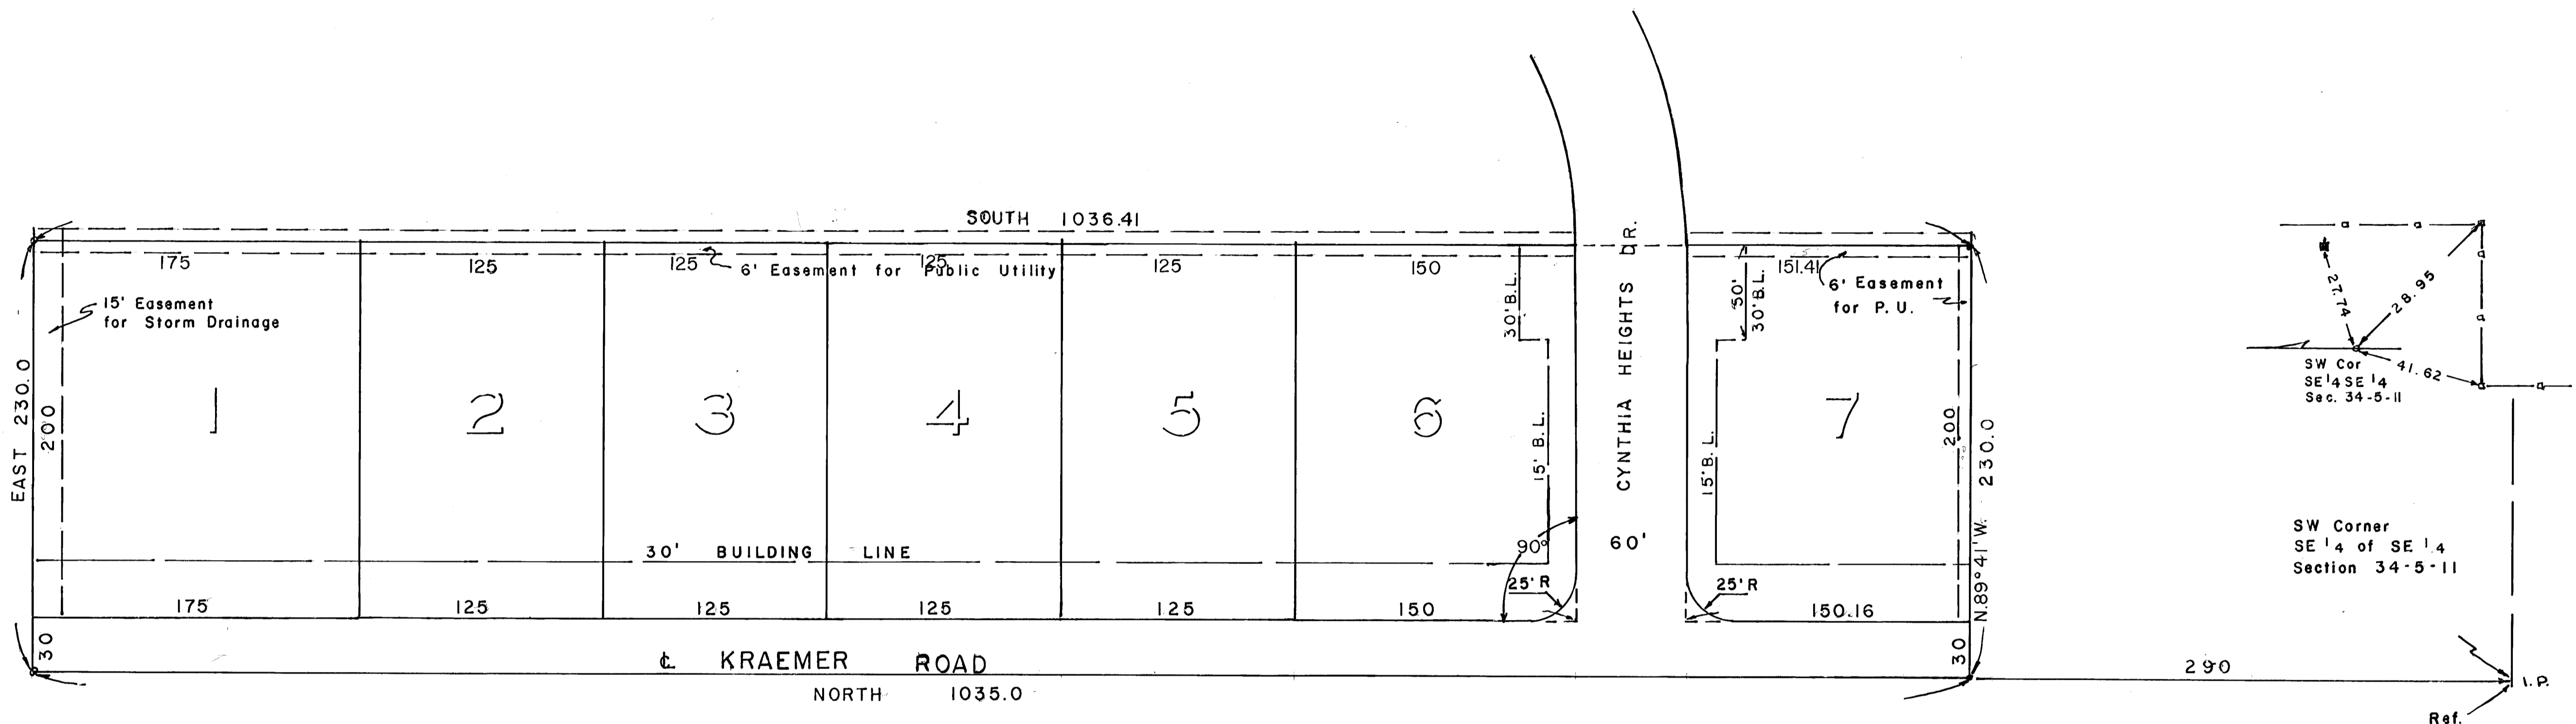 SOUTH 1036.41
175
125
125
125
125
150
151.41
6' Easement for Public Utility
15' Easement
for Storm Drainage
6' Easement
for P. U.
30' B.L.
50'
30' B.L.
CYNTHIA HEIGHTS DR.
EAST 230.0
200
1
2
3
4
5
6
7
15' B.L.
15' B.L.
200
N.89°41'W. 230.0
90°
60'
30' BUILDING LINE
25' R
25' R
175
125
125
125
125
150
150.16
30
30
℄ KRAEMER ROAD
NORTH 1035.0
27.74
28.95
41.62
SW Cor
SE 1/4 SE 1/4
Sec. 34-5-11
SW Corner
SE 1/4 of SE 1/4
Section 34-5-11
290
I.P.
Ref.